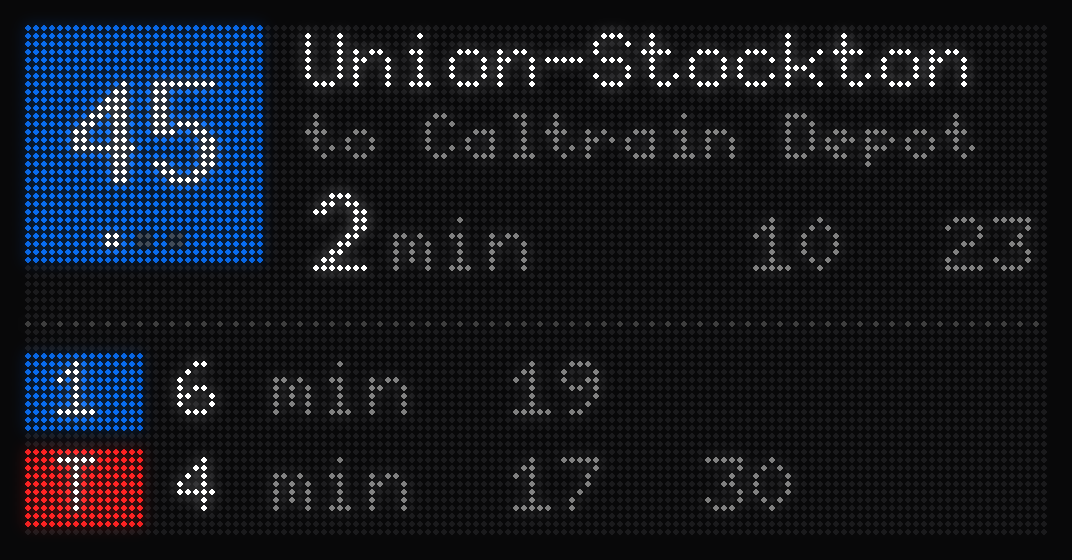 45 Union-Stockton
to Caltrain Depot
2 min 10 23
1 6 min 19
T 4 min 17 30